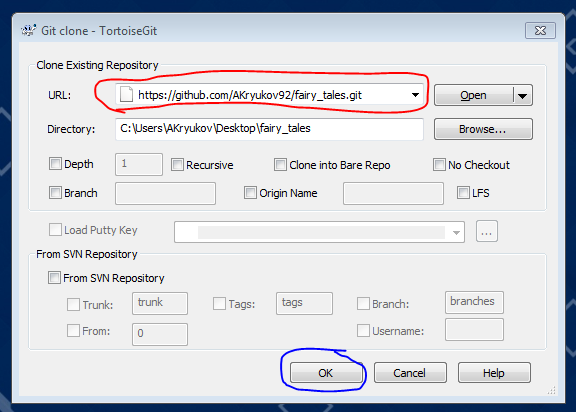 Git clone - TortoiseGit
Clone Existing Repository
URL: https://github.com/AKryukov92/fairy_tales.git Open
Directory: C:\Users\AKryukov\Desktop\fairy_tales Browse...
Depth 1 Recursive Clone into Bare Repo No Checkout
Branch Origin Name LFS
Load Putty Key ...
From SVN Repository
From SVN Repository
Trunk: trunk Tags: tags Branch: branches
From: 0 Username:
OK Cancel Help